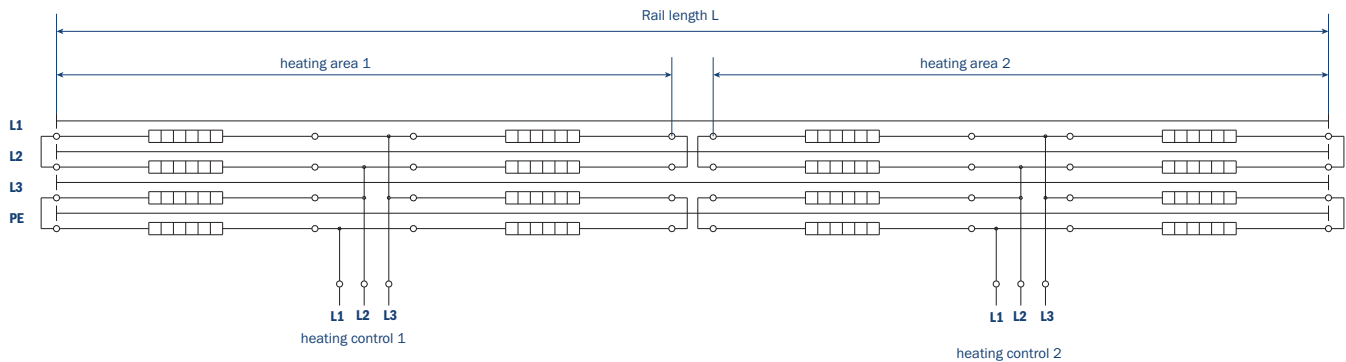 Rail length L
heating area 1 heating area 2
L1
L2
L3
PE
L1 L2 L3 L1 L2 L3
heating control 1
heating control 2